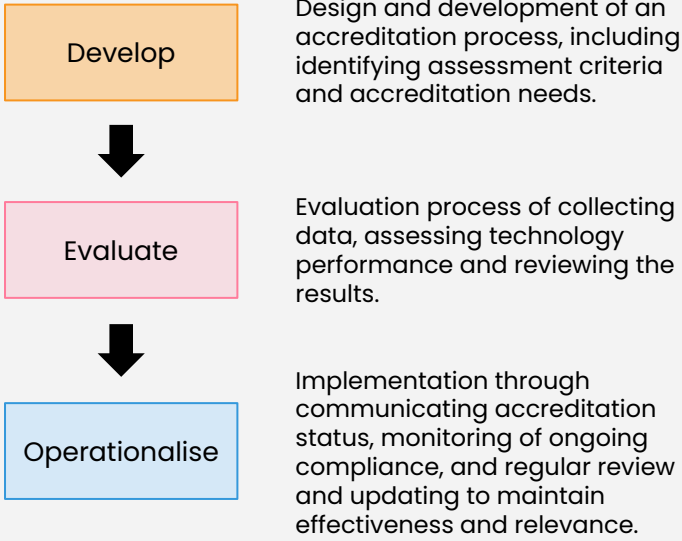 Develop
Design and development of an
accreditation process, including
identifying assessment criteria
and accreditation needs.
Evaluate
Evaluation process of collecting
data, assessing technology
performance and reviewing the
results.
Operationalise
Implementation through
communicating accreditation
status, monitoring of ongoing
compliance, and regular review
and updating to maintain
effectiveness and relevance.